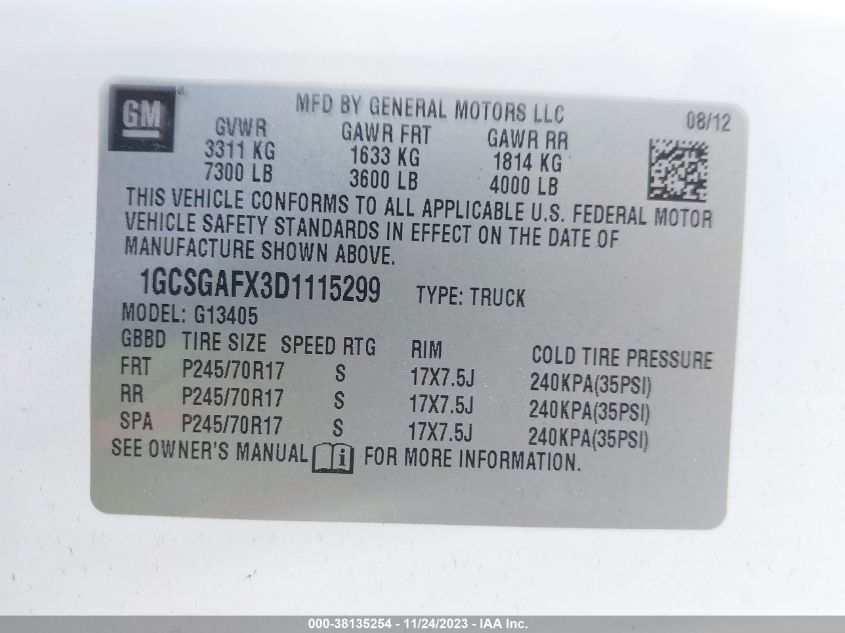 GM
MFD BY GENERAL MOTORS LLC
08/12
GVWR GAWR FRT GAWR RR
3311 KG 1633 KG 1814 KG
7300 LB 3600 LB 4000 LB
THIS VEHICLE CONFORMS TO ALL APPLICABLE U.S. FEDERAL MOTOR
VEHICLE SAFETY STANDARDS IN EFFECT ON THE DATE OF
MANUFACTURE SHOWN ABOVE.
1GCSGAFX3D1115299 TYPE: TRUCK
MODEL: G13405
GBBD TIRE SIZE SPEED RTG RIM COLD TIRE PRESSURE
FRT P245/70R17 S 17X7.5J 240KPA(35PSI)
RR P245/70R17 S 17X7.5J 240KPA(35PSI)
SPA P245/70R17 S 17X7.5J 240KPA(35PSI)
SEE OWNER'S MANUAL i FOR MORE INFORMATION.
000-38135254 - 11/24/2023 - IAA Inc.